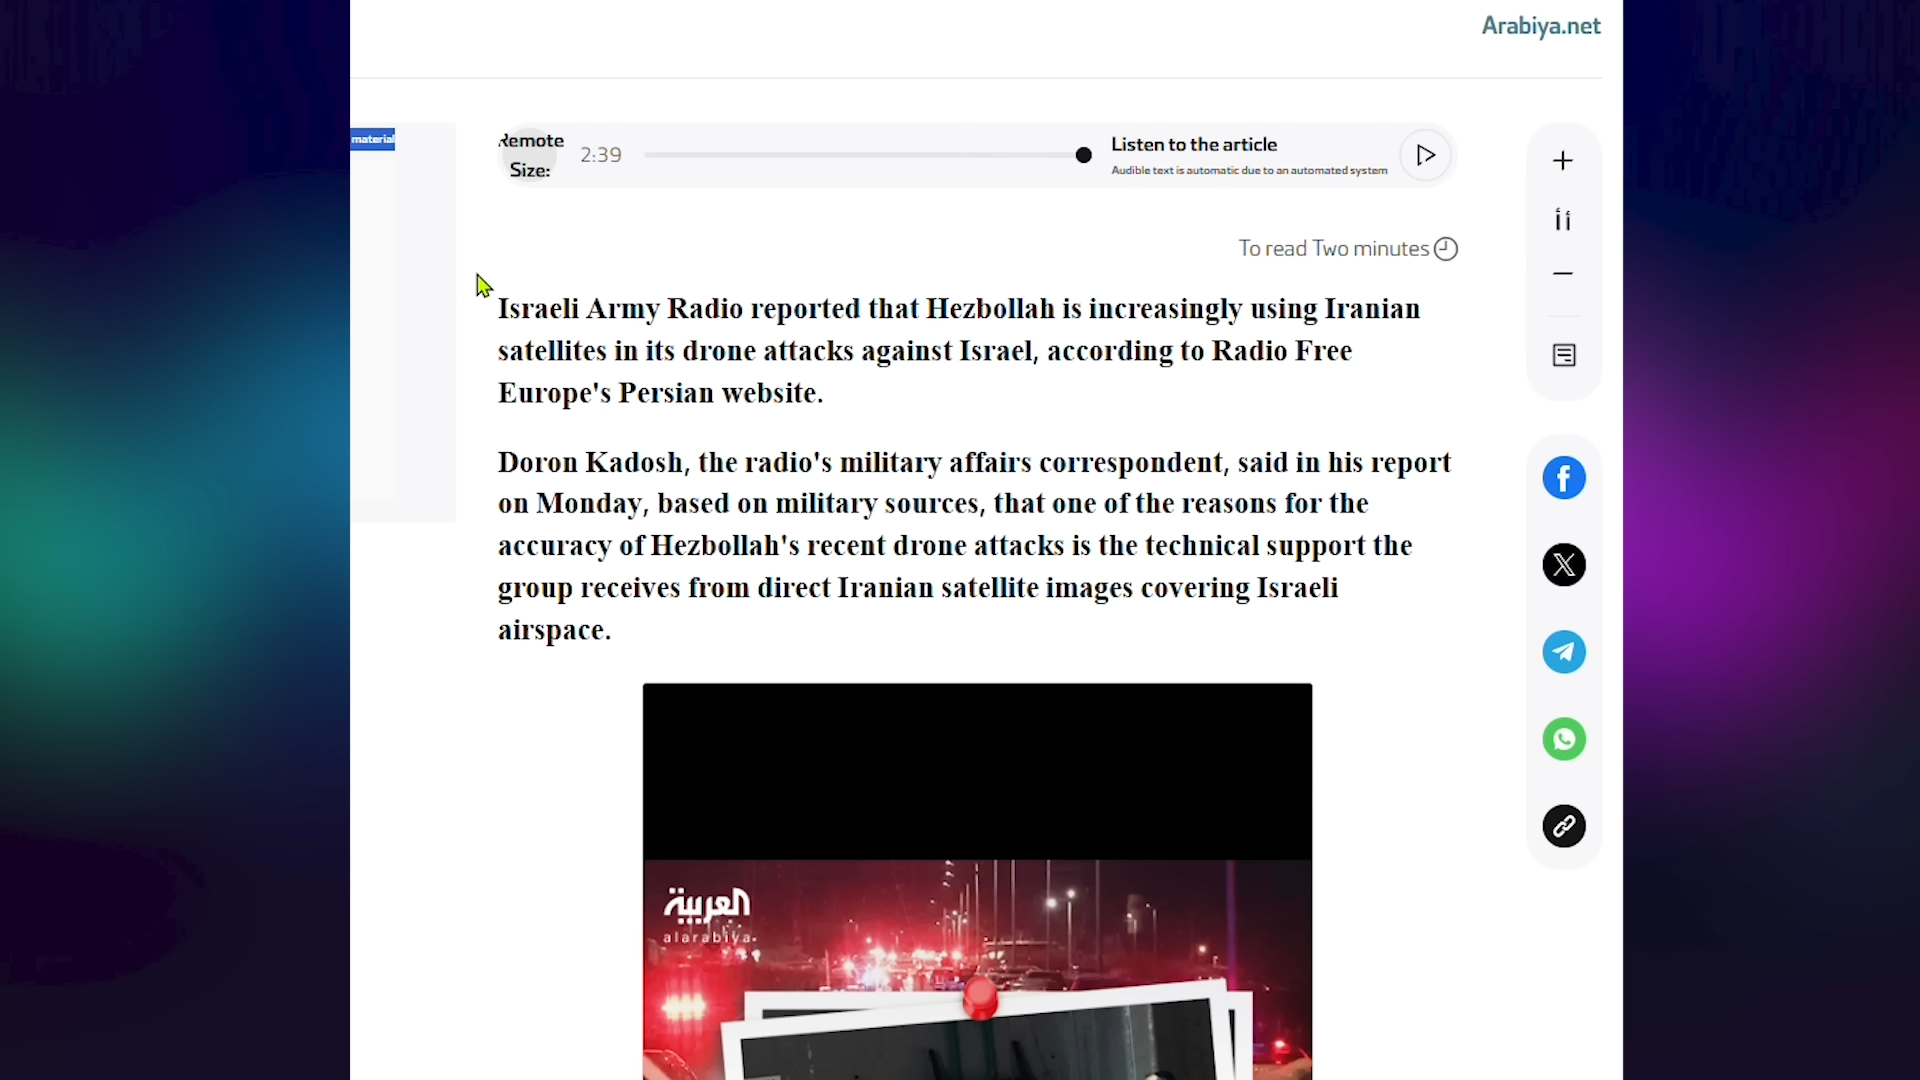 Arabiya.net
material
Remote
Size:
2:39
Listen to the article
Audible text is automatic due to an automated system
To read Two minutes
Israeli Army Radio reported that Hezbollah is increasingly using Iranian
satellites in its drone attacks against Israel, according to Radio Free
Europe's Persian website.
Doron Kadosh, the radio's military affairs correspondent, said in his report
on Monday, based on military sources, that one of the reasons for the
accuracy of Hezbollah's recent drone attacks is the technical support the
group receives from direct Iranian satellite images covering Israeli
airspace.
العربية
alarabiya.